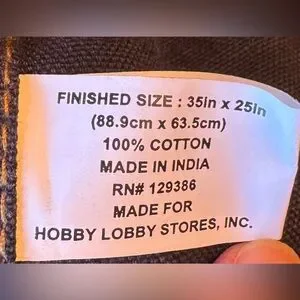 FINISHED SIZE : 35in x 25in
(88.9cm x 63.5cm)
100% COTTON
MADE IN INDIA
RN# 129386
MADE FOR
HOBBY LOBBY STORES, INC.